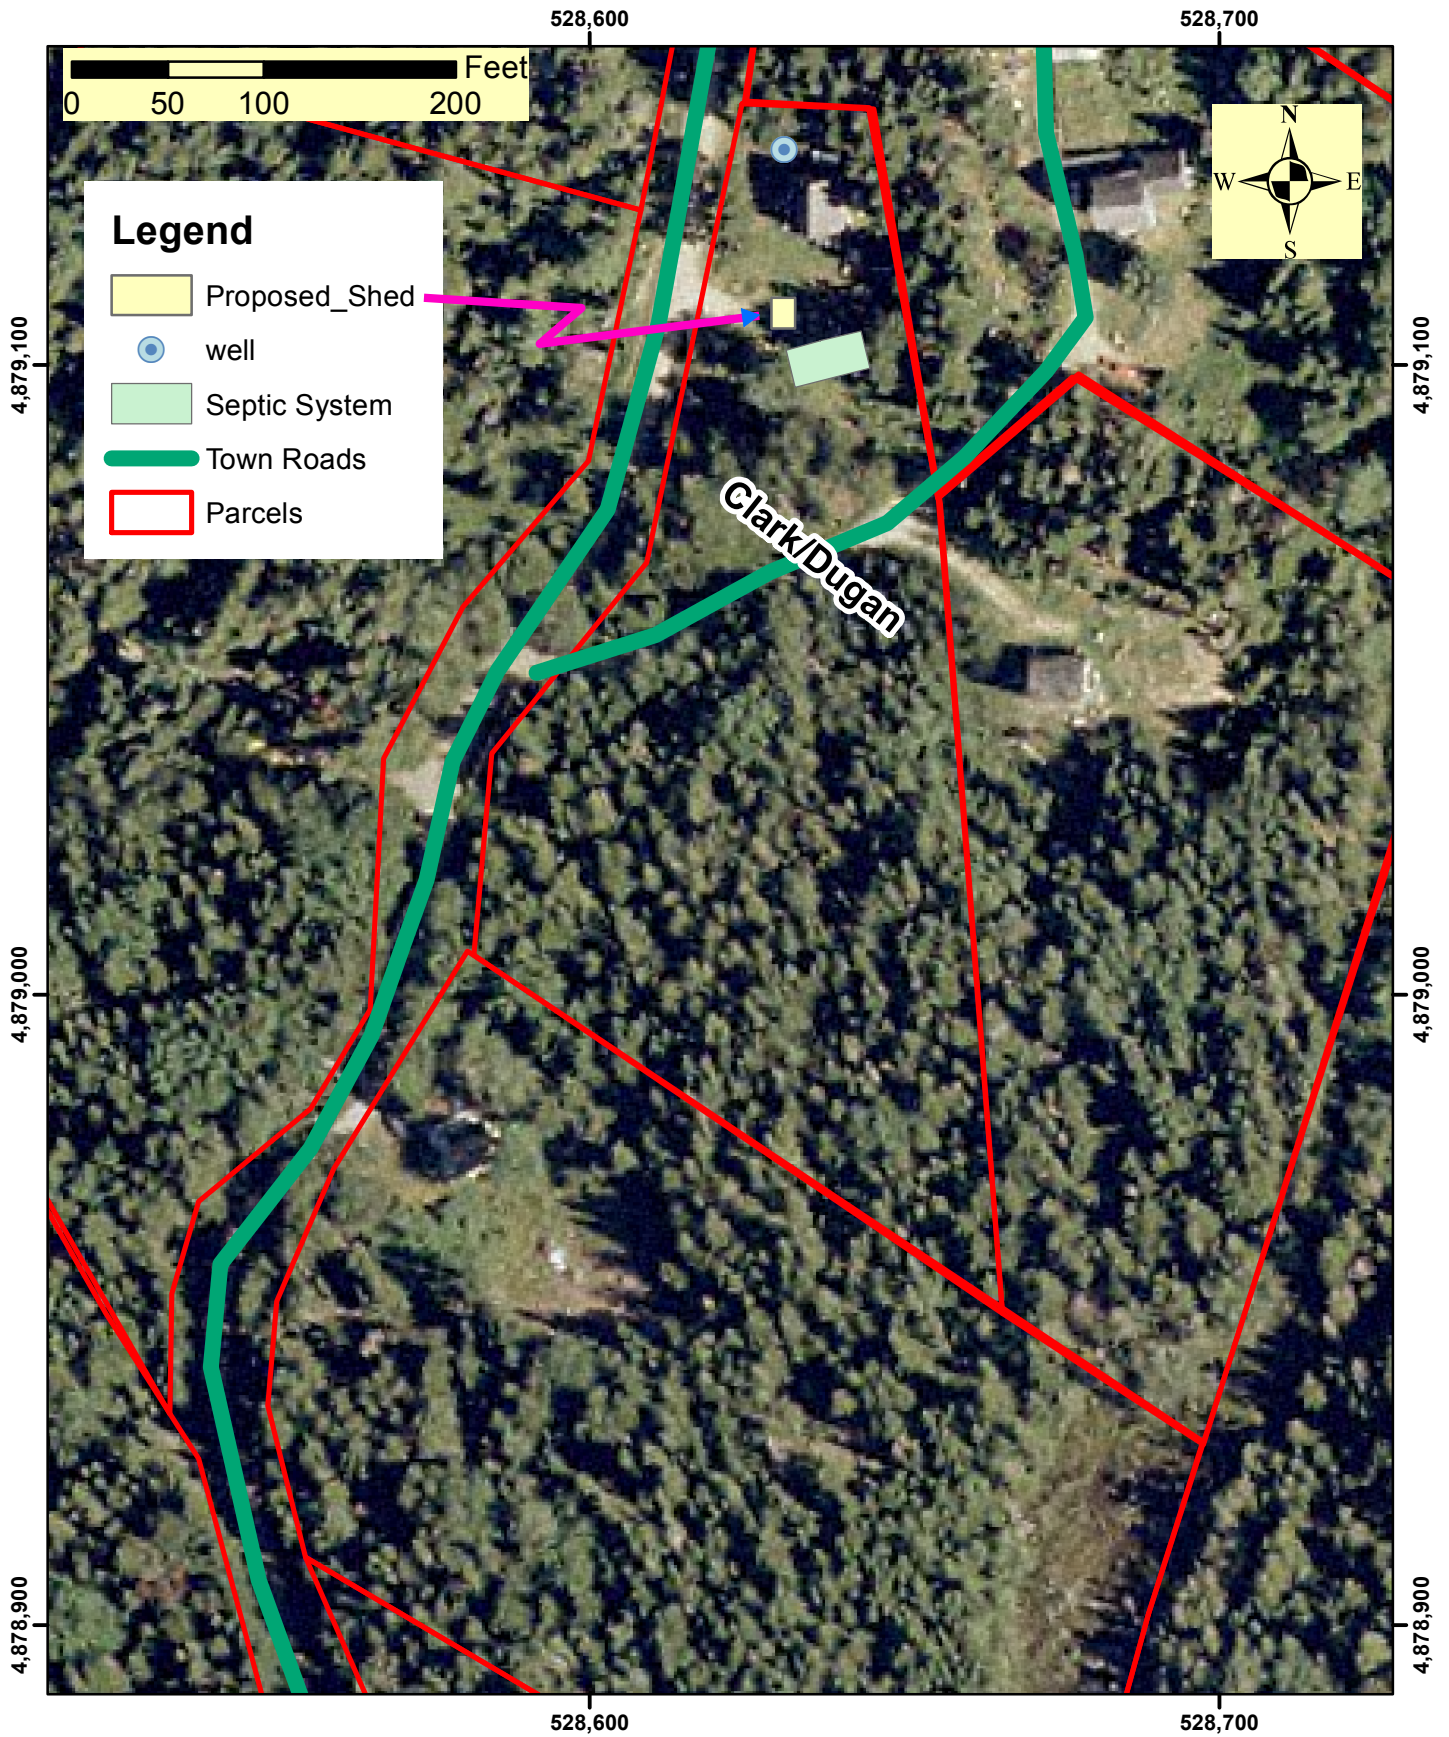 528,600
528,700
Feet
0
50
100
200
N
W
E
S
Legend
Proposed_Shed
well
Septic System
Town Roads
Parcels
4,879,100
4,879,100
Clark/Dugan
4,879,000
4,879,000
4,878,900
4,878,900
528,600
528,700